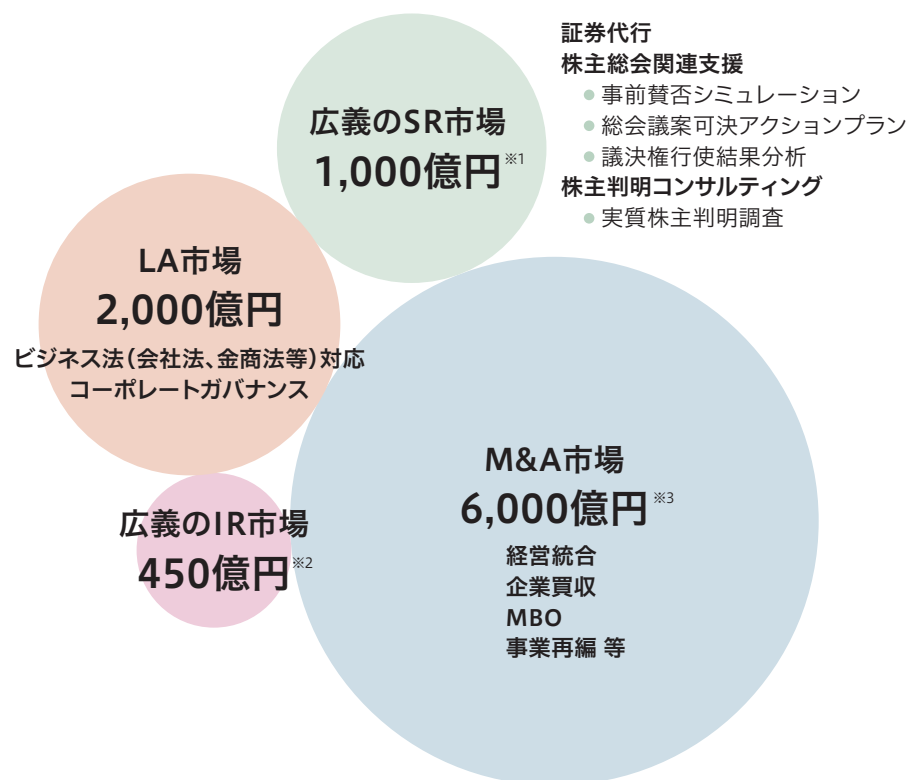 広義のSR市場
1,000億円※1
証券代行
株主総会関連支援
● 事前賛否シミュレーション
● 総会議案可決アクションプラン
● 議決権行使結果分析
株主判明コンサルティング
● 実質株主判明調査
LA市場
2,000億円
ビジネス法(会社法、金商法等)対応
コーポレートガバナンス
広義のIR市場
450億円※2
M&A市場
6,000億円※3
経営統合
企業買収
MBO
事業再編 等